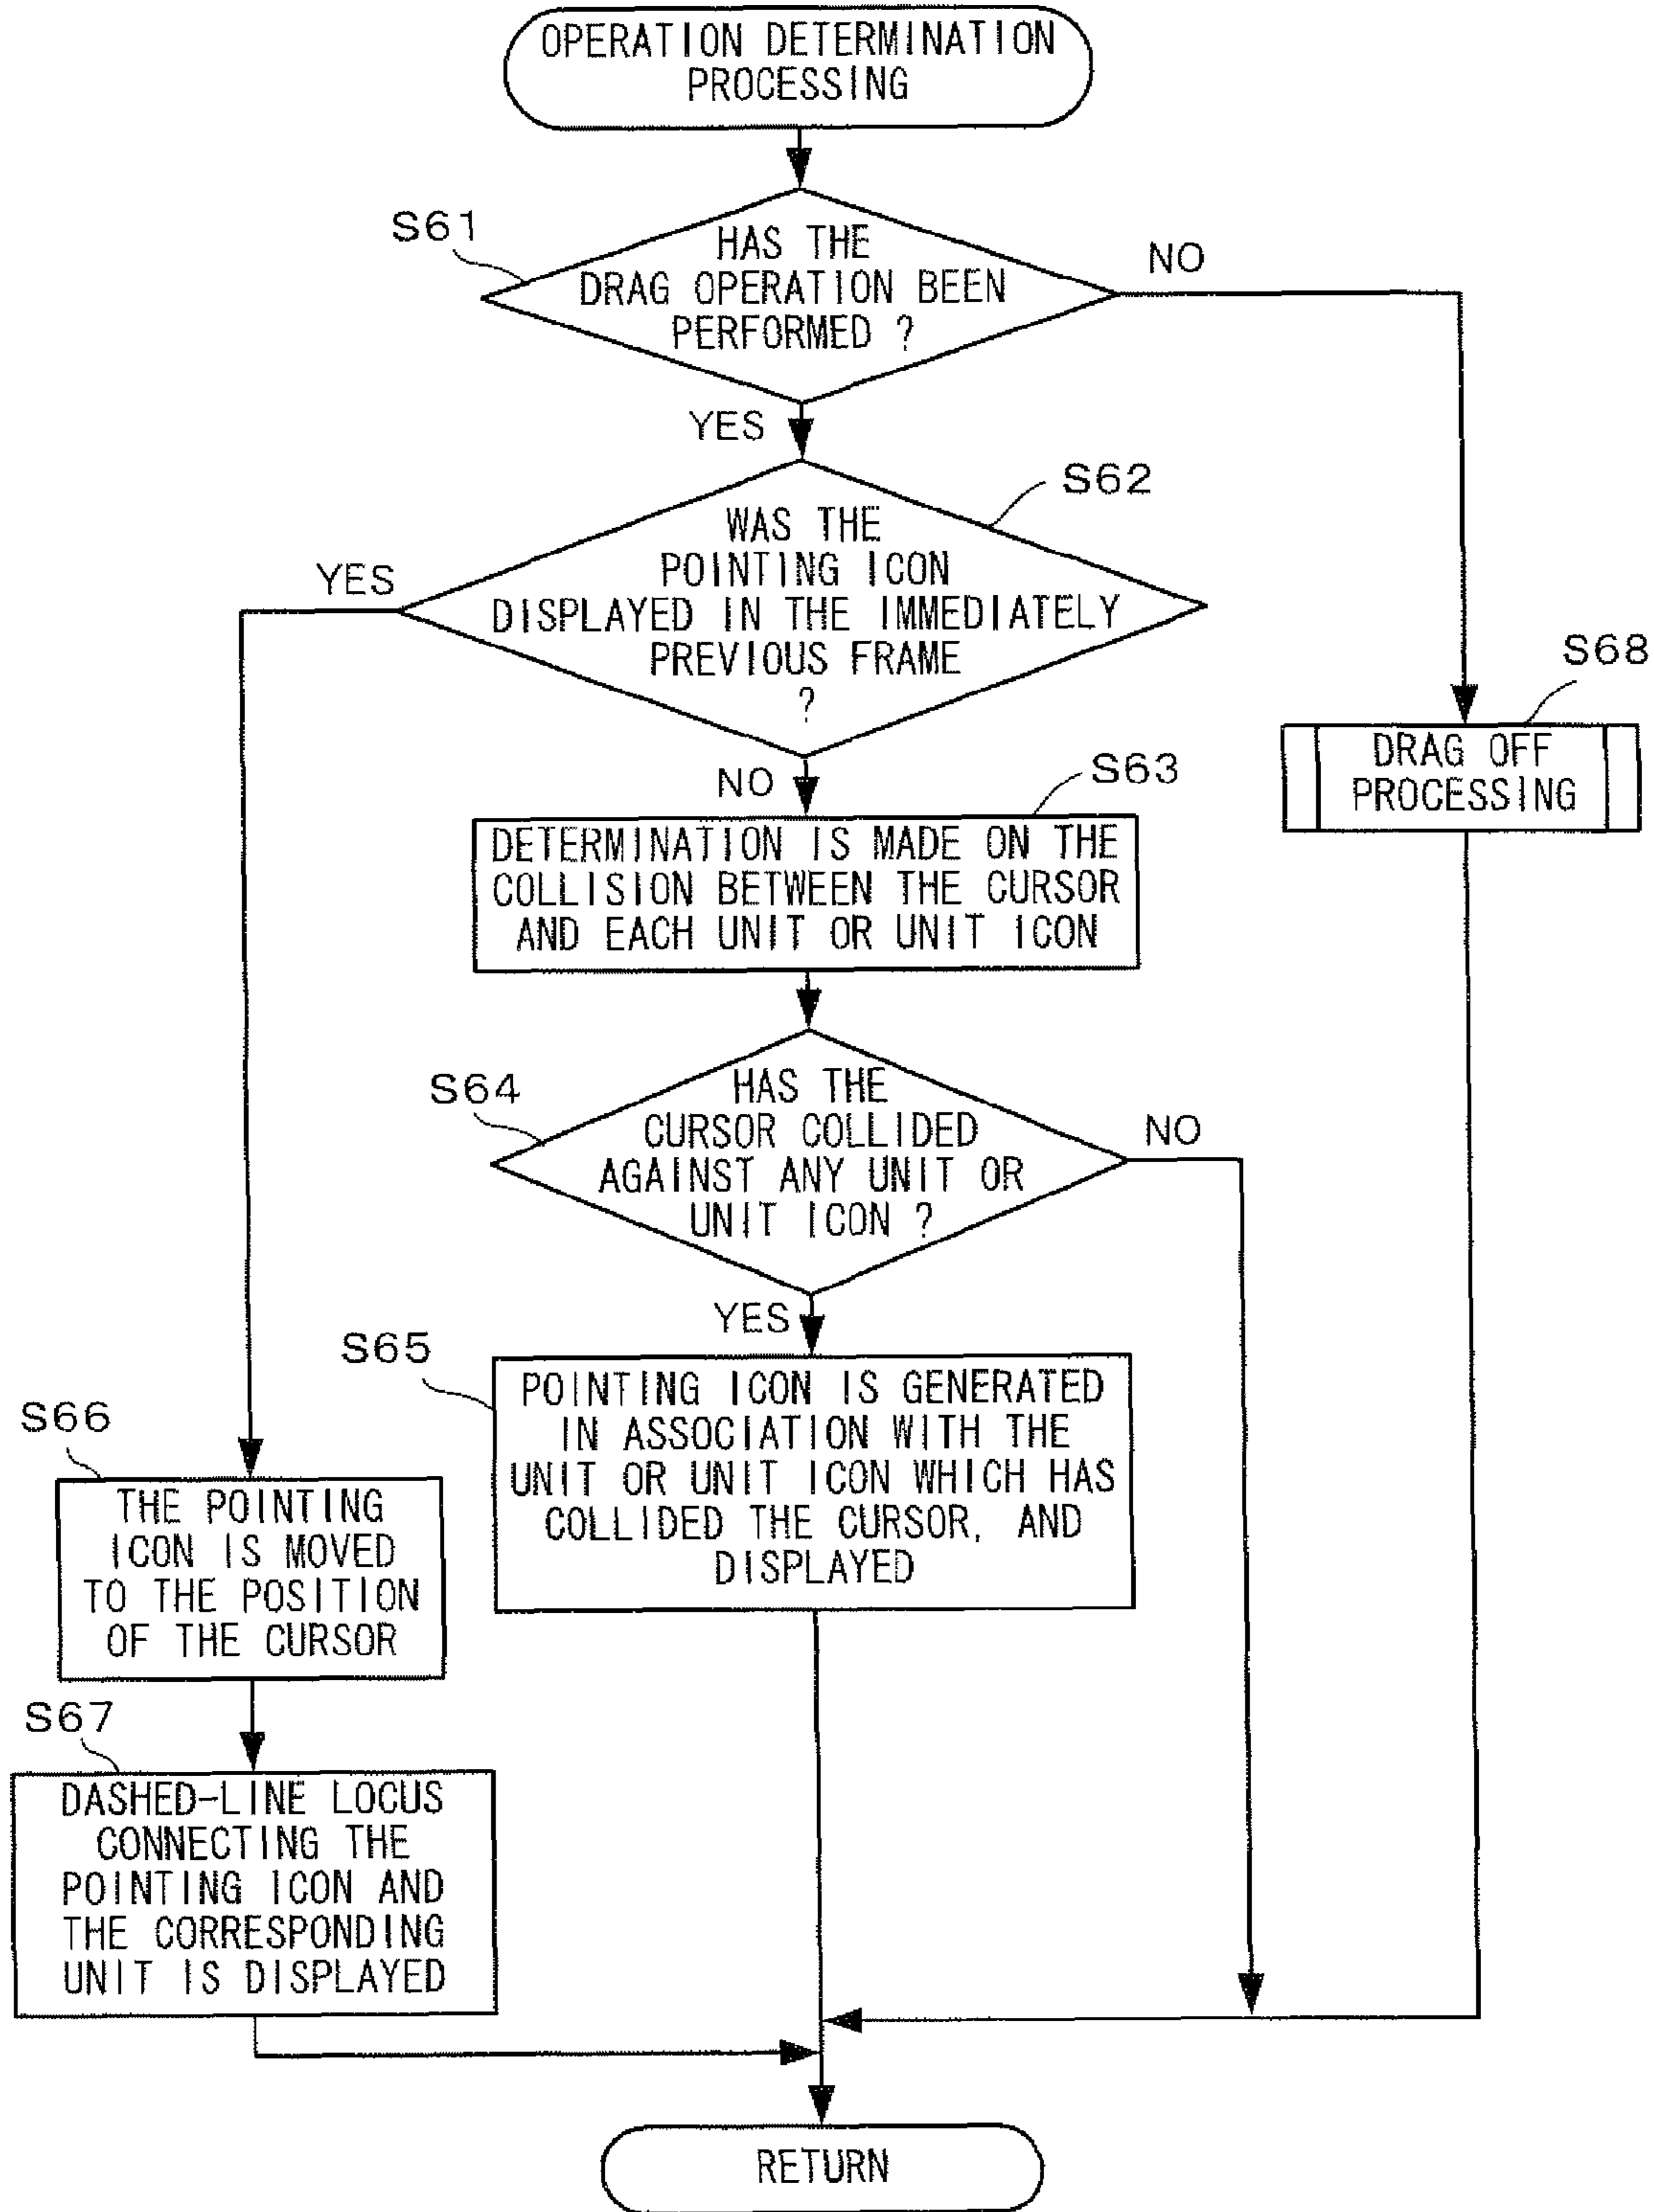 OPERATION DETERMINATION
PROCESSING
S61
HAS THE
DRAG OPERATION BEEN
PERFORMED ?
NO
YES
S62
WAS THE
POINTING ICON
DISPLAYED IN THE IMMEDIATELY
PREVIOUS FRAME
?
YES
NO
S68
DRAG OFF
PROCESSING
S63
DETERMINATION IS MADE ON THE
COLLISION BETWEEN THE CURSOR
AND EACH UNIT OR UNIT ICON
S64
HAS THE
CURSOR COLLIDED
AGAINST ANY UNIT OR
UNIT ICON ?
NO
YES
S65
POINTING ICON IS GENERATED
IN ASSOCIATION WITH THE
UNIT OR UNIT ICON WHICH HAS
COLLIDED THE CURSOR, AND
DISPLAYED
S66
THE POINTING
ICON IS MOVED
TO THE POSITION
OF THE CURSOR
S67
DASHED-LINE LOCUS
CONNECTING THE
POINTING ICON AND
THE CORRESPONDING
UNIT IS DISPLAYED
RETURN